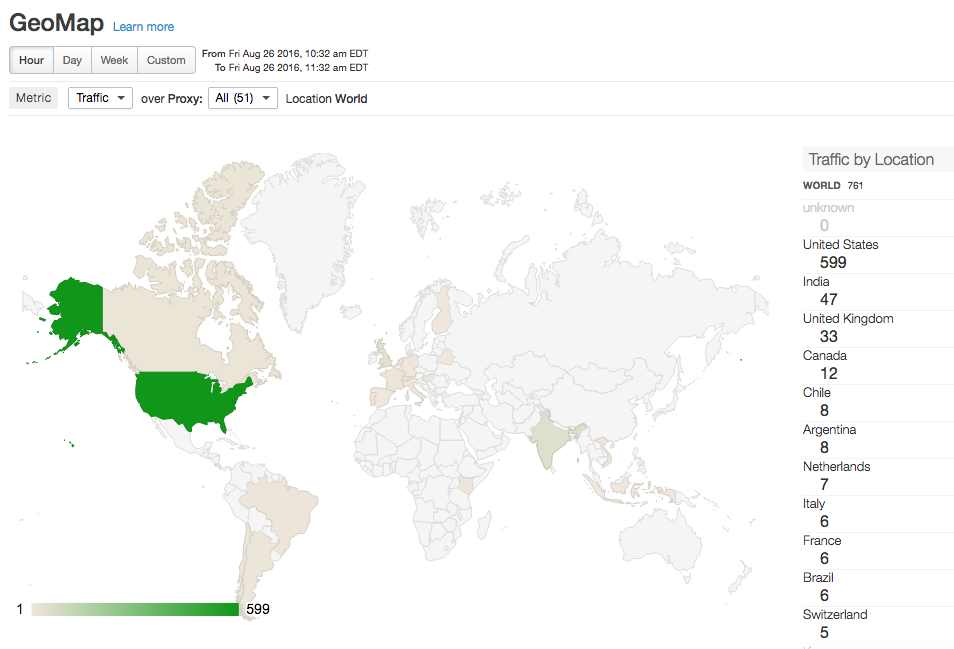 GeoMap Learn more
Hour Day Week Custom
From Fri Aug 26 2016, 10:32 am EDT
To Fri Aug 26 2016, 11:32 am EDT
Metric Traffic over Proxy: All (51) Location World
Traffic by Location
WORLD 761
unknown
0
United States
599
India
47
United Kingdom
33
Canada
12
Chile
8
Argentina
8
Netherlands
7
Italy
6
France
6
Brazil
6
Switzerland
5
1 599